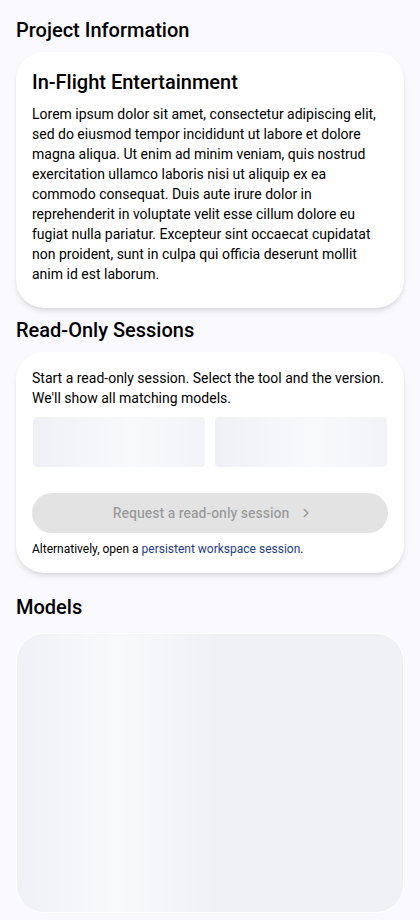 Project Information
In-Flight Entertainment
Lorem ipsum dolor sit amet, consectetur adipiscing elit,
sed do eiusmod tempor incididunt ut labore et dolore
magna aliqua. Ut enim ad minim veniam, quis nostrud
exercitation ullamco laboris nisi ut aliquip ex ea
commodo consequat. Duis aute irure dolor in
reprehenderit in voluptate velit esse cillum dolore eu
fugiat nulla pariatur. Excepteur sint occaecat cupidatat
non proident, sunt in culpa qui officia deserunt mollit
anim id est laborum.
Read-Only Sessions
Start a read-only session. Select the tool and the version.
We'll show all matching models.
Request a read-only session
Alternatively, open a persistent workspace session.
Models